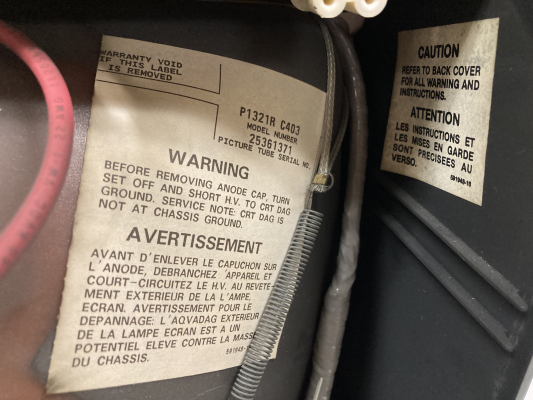 WARRANTY VOID
IF THIS LABEL
IS REMOVED
P1321R C403
MODEL NUMBER
25361371
PICTURE TUBE SERIAL NO.
WARNING
BEFORE REMOVING ANODE CAP, TURN
SET OFF AND SHORT H.V. TO CRT DAG
GROUND. SERVICE NOTE: CRT DAG IS
NOT AT CHASSIS GROUND.
AVERTISSEMENT
AVANT D'ENLEVER LE CAPUCHON SUR
L'ANODE, DEBRANCHEZ 'APPAREIL ET
COURT-CIRCUITEZ LE H.V. AU REVETE-
MENT EXTERIEUR DE LA L'AMPE.
ECRAN. AVERTISSEMENT POUR LE
DEPANNAGE: L'AQVADAG EXTERIEUR
DE LA LAMPE ECRAN EST A UN
POTENTIEL ELEVE CONTRE LA MASSE
DU CHASSIS.
CAUTION
REFER TO BACK COVER
FOR ALL WARNING AND
INSTRUCTIONS.
ATTENTION
LES INSTRUCTIONS ET
LES MISES EN GARDE
SONT PRECISEES AU
VERSO.
591948-10